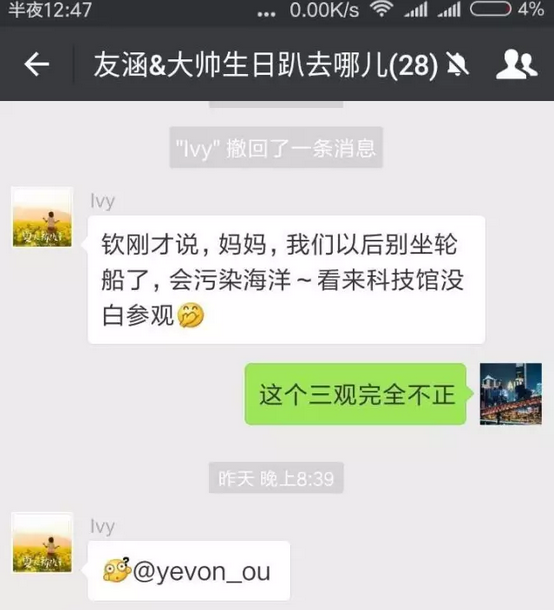 半夜12:47 ... 0.00K/s 4%
友涵&大帅生日趴去哪儿(28)
"Ivy" 撤回了一条消息
Ivy
钦刚才说，妈妈，我们以后别坐轮
船了，会污染海洋～看来科技馆没
白参观
这个三观完全不正
昨天 晚上8:39
Ivy
@yevon_ou